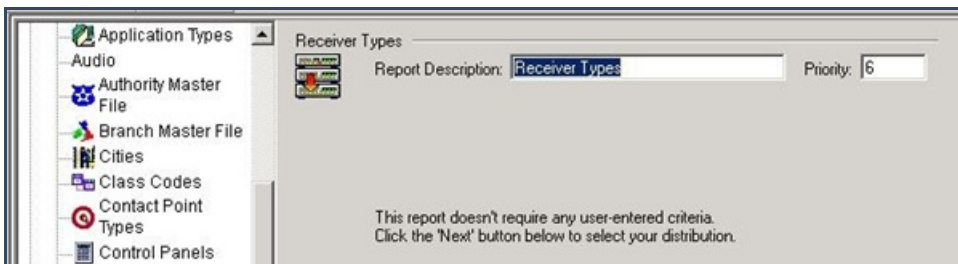 Application Types
Audio
Authority Master
File
Branch Master File
Cities
Class Codes
Contact Point
Types
Control Panels
Receiver Types
Report Description: Receiver Types Priority: 6
This report doesn't require any user-entered criteria.
Click the 'Next' button below to select your distribution.